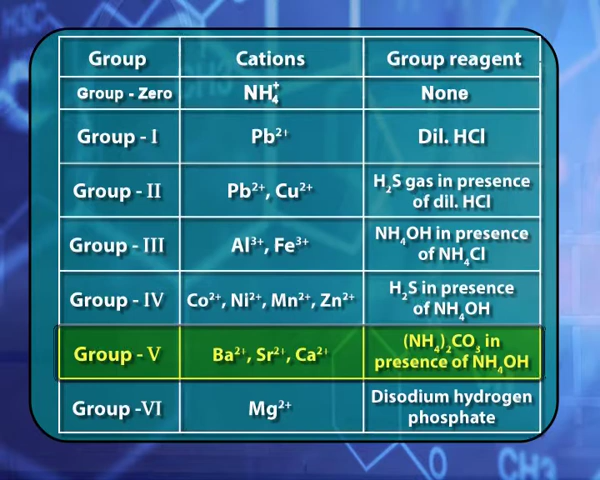 Group Cations Group reagent
Group - Zero NH₄⁺ None
Group - I Pb²⁺ Dil. HCl
Group - II Pb²⁺, Cu²⁺ H₂S gas in presence
of dil. HCl
Group - III Al³⁺, Fe³⁺ NH₄OH in presence
of NH₄Cl
Group - IV Co²⁺, Ni²⁺, Mn²⁺, Zn²⁺ H₂S in presence
of NH₄OH
Group - V Ba²⁺, Sr²⁺, Ca²⁺ (NH₄)₂CO₃ in
presence of NH₄OH
Group -VI Mg²⁺ Disodium hydrogen
phosphate
O
CH₃